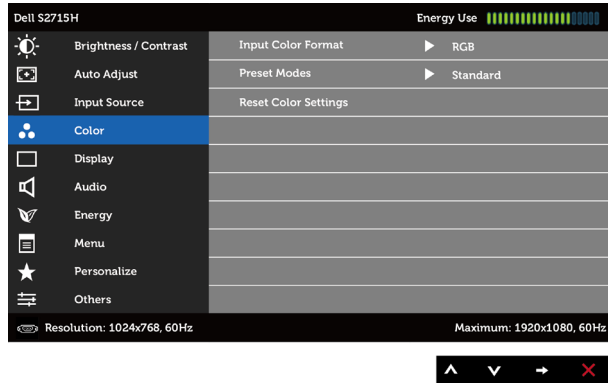 Dell S2715H Energy Use
Brightness / Contrast Input Color Format RGB
Auto Adjust Preset Modes Standard
Input Source Reset Color Settings
Color
Display
Audio
Energy
Menu
Personalize
Others
Resolution: 1024x768, 60Hz Maximum: 1920x1080, 60Hz